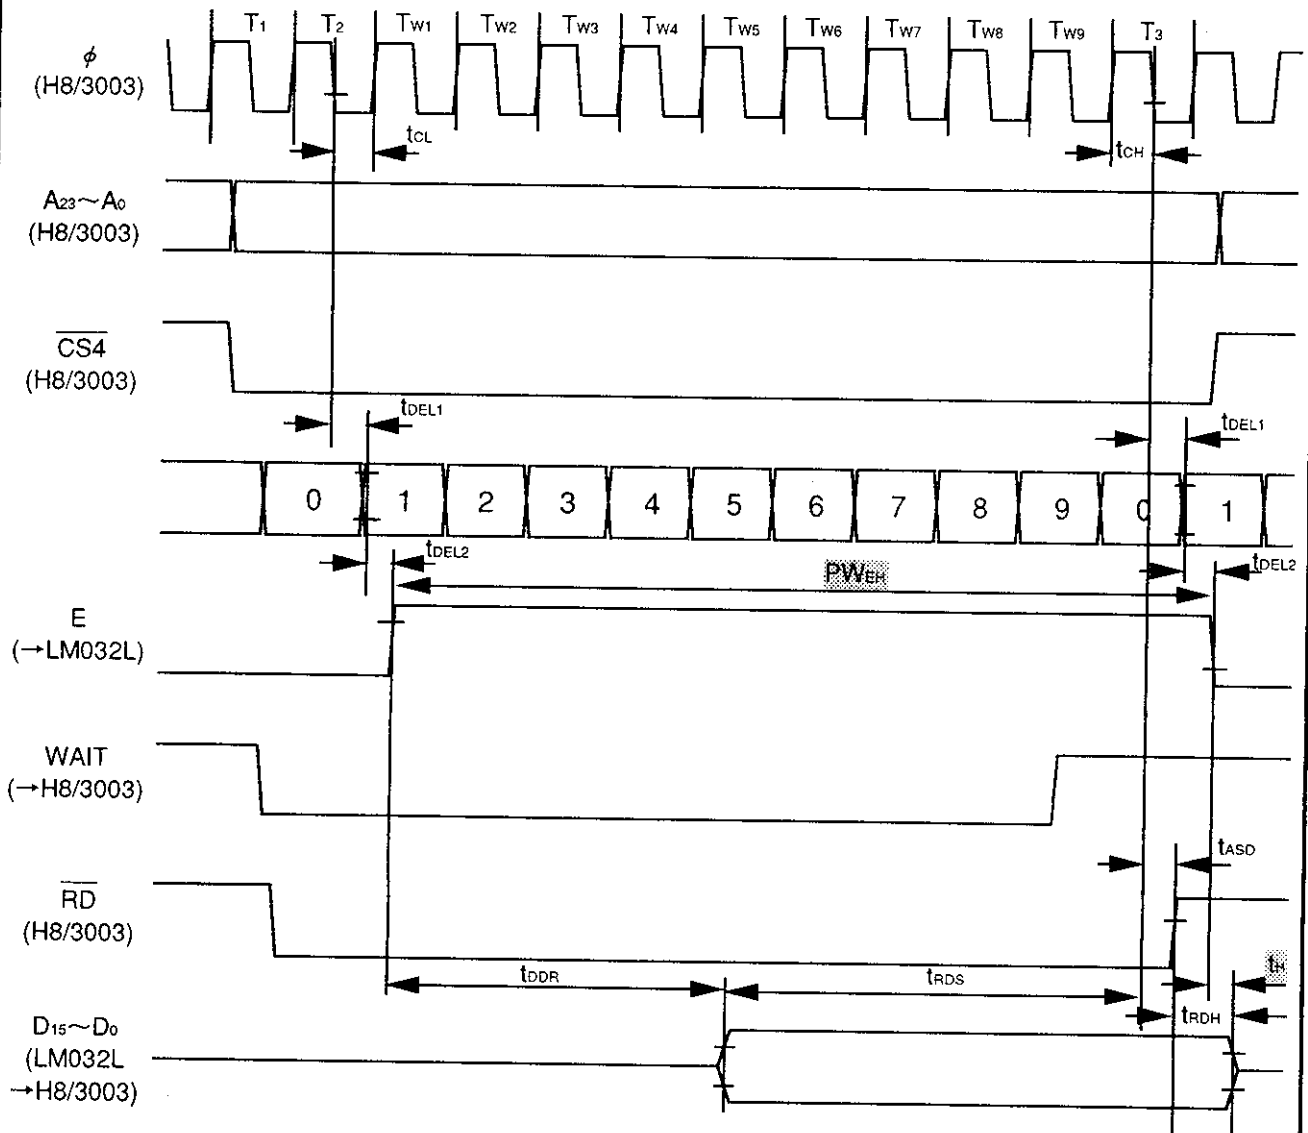 T1 T2 TW1 TW2 TW3 TW4 TW5 TW6 TW7 TW8 TW9 T3
ϕ
(H8/3003)
tCL tCH
A23～A0
(H8/3003)
CS4
(H8/3003)
tDEL1 tDEL1
0 1 2 3 4 5 6 7 8 9 0 1
tDEL2 PWEH tDEL2
E
(→LM032L)
WAIT
(→H8/3003)
tASD
RD
(H8/3003)
tDDR tRDS tH
tRDH
D15～D0
(LM032L
→H8/3003)